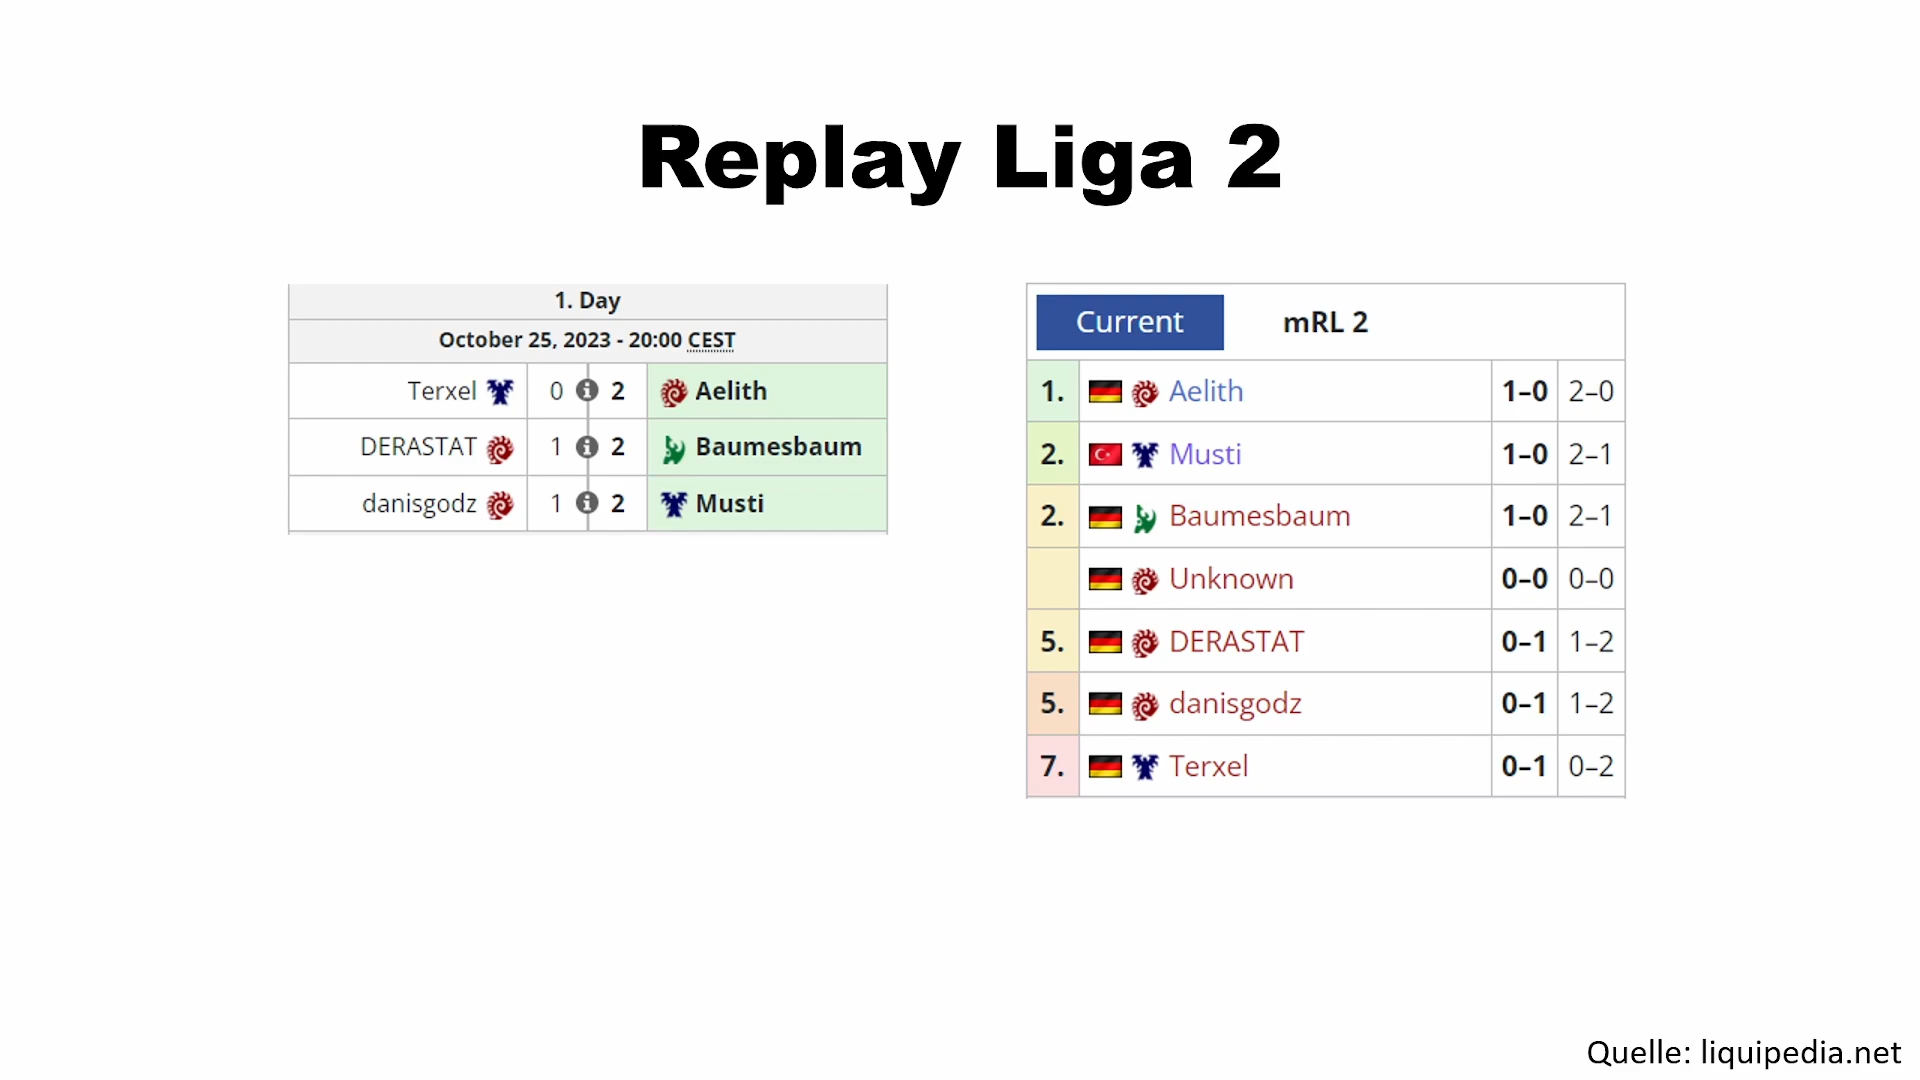 Replay Liga 2
1. Day
October 25, 2023 - 20:00 CEST
Terxel 0 2 Aelith
DERASTAT 1 2 Baumesbaum
danisgodz 1 2 Musti
Current mRL 2
1. Aelith 1–0 2–0
2. Musti 1–0 2–1
2. Baumesbaum 1–0 2–1
Unknown 0–0 0–0
5. DERASTAT 0–1 1–2
5. danisgodz 0–1 1–2
7. Terxel 0–1 0–2
Quelle: liquipedia.net